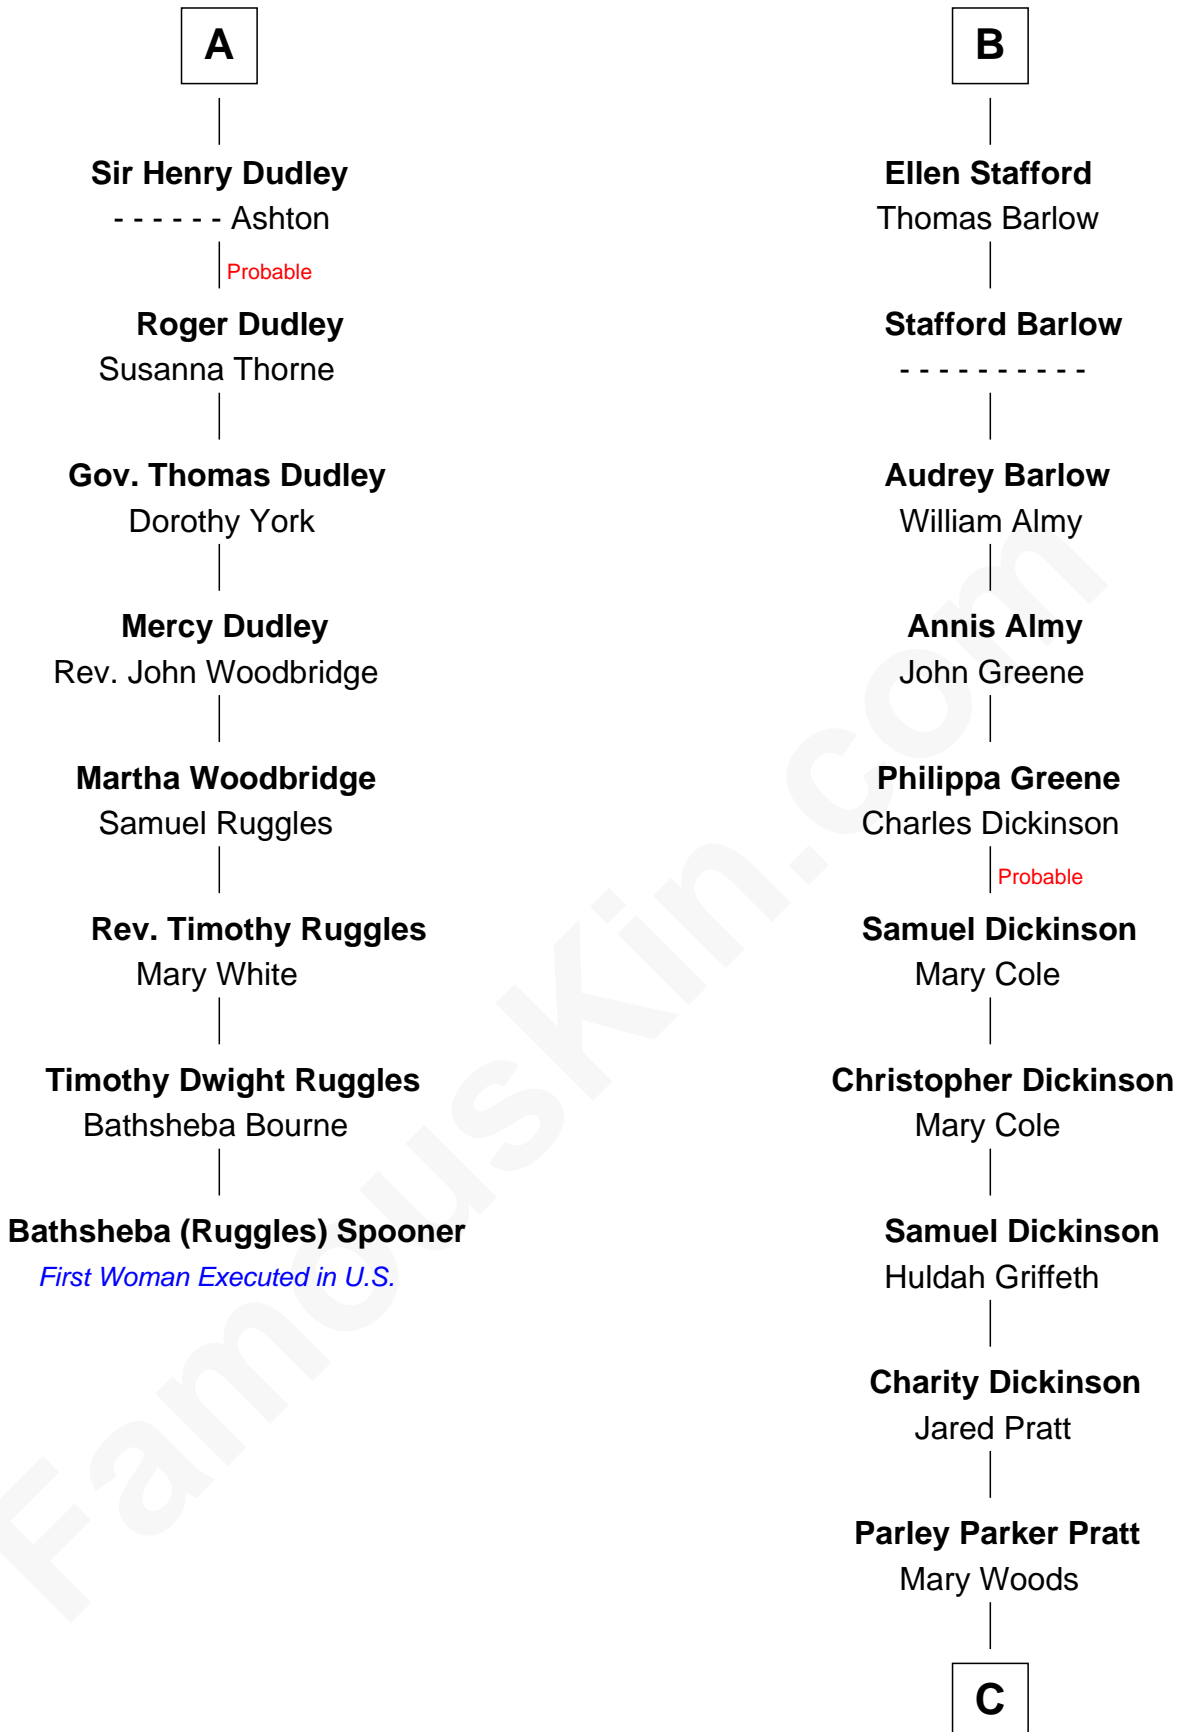 A
Sir Henry Dudley
- - - - - - Ashton
Probable
Roger Dudley
Susanna Thorne
Gov. Thomas Dudley
Dorothy York
Mercy Dudley
Rev. John Woodbridge
Martha Woodbridge
Samuel Ruggles
Rev. Timothy Ruggles
Mary White
Timothy Dwight Ruggles
Bathsheba Bourne
Bathsheba (Ruggles) Spooner
First Woman Executed in U.S.
B
Ellen Stafford
Thomas Barlow
Stafford Barlow
- - - - - - - - - -
Audrey Barlow
William Almy
Annis Almy
John Greene
Philippa Greene
Charles Dickinson
Probable
Samuel Dickinson
Mary Cole
Christopher Dickinson
Mary Cole
Samuel Dickinson
Huldah Griffeth
Charity Dickinson
Jared Pratt
Parley Parker Pratt
Mary Woods
C
FamousKin.com